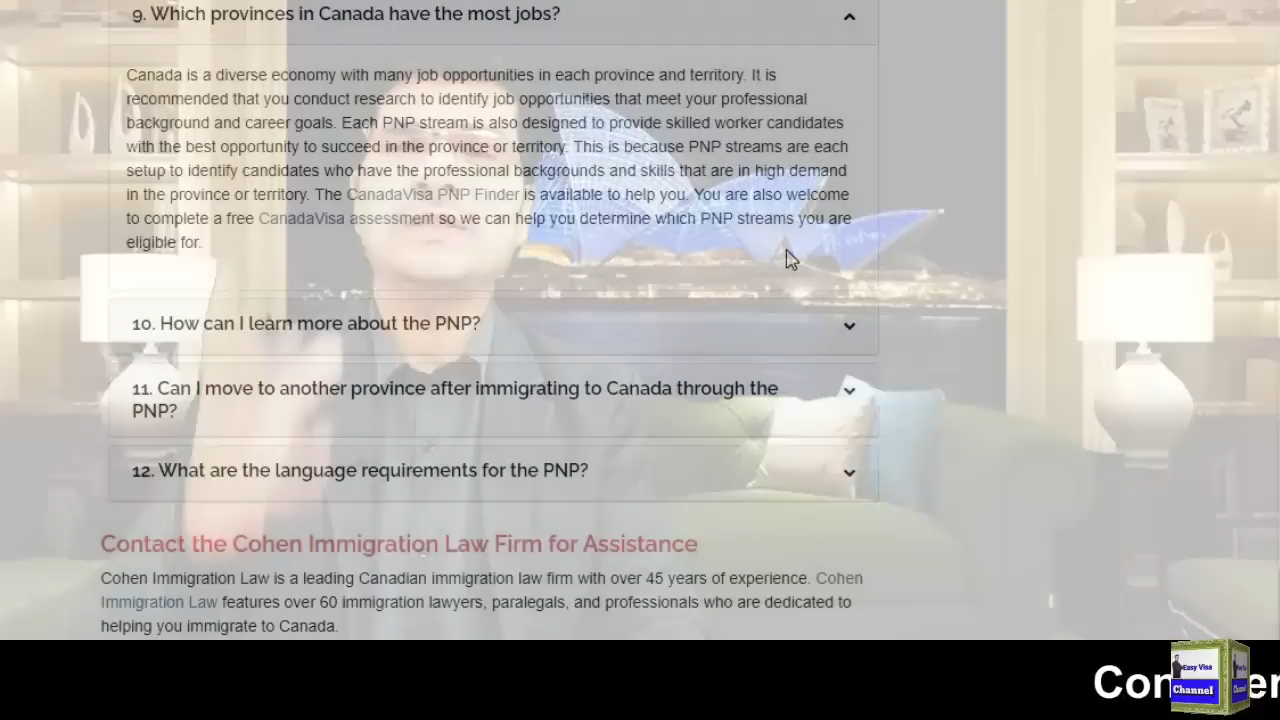 9. Which provinces in Canada have the most jobs?
Canada is a diverse economy with many job opportunities in each province and territory. It is
recommended that you conduct research to identify job opportunities that meet your professional
background and career goals. Each PNP stream is also designed to provide skilled worker candidates
with the best opportunity to succeed in the province or territory. This is because PNP streams are each
setup to identify candidates who have the professional backgrounds and skills that are in high demand
in the province or territory. The CanadaVisa PNP Finder is available to help you. You are also welcome
to complete a free CanadaVisa assessment so we can help you determine which PNP streams you are
eligible for.
10. How can I learn more about the PNP?
11. Can I move to another province after immigrating to Canada through the
PNP?
12. What are the language requirements for the PNP?
Contact the Cohen Immigration Law Firm for Assistance
Cohen Immigration Law is a leading Canadian immigration law firm with over 45 years of experience. Cohen
Immigration Law features over 60 immigration lawyers, paralegals, and professionals who are dedicated to
helping you immigrate to Canada.
Easy Visa
Channel